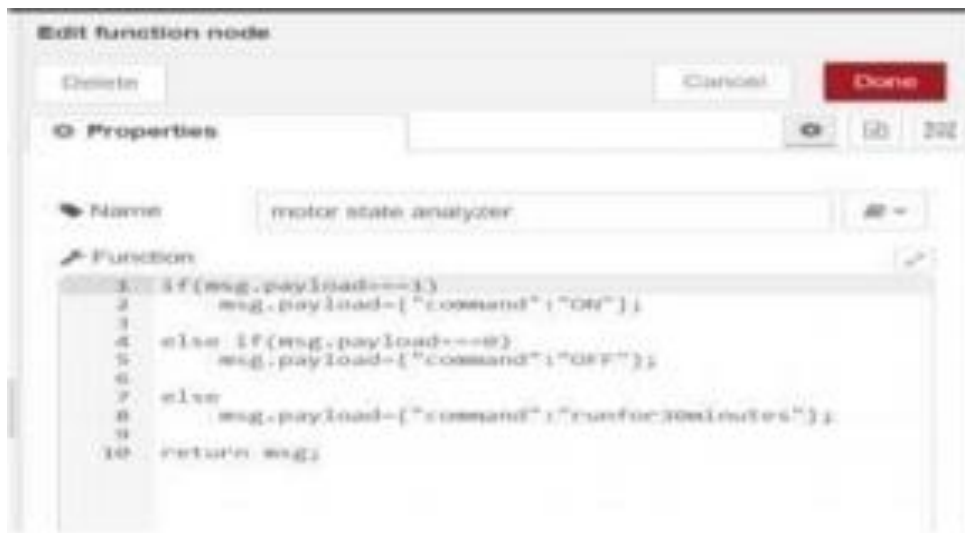 Edit function node
Delete
Cancel
Done
Properties
Name
motor state analyzer
Function
1 if(msg.payload===1)
2 msg.payload={"command":"ON"};
3
4 else if(msg.payload===0)
5 msg.payload={"command":"OFF"};
6
7 else
8 msg.payload={"command":"runfor30minutes"};
9
10 return msg;